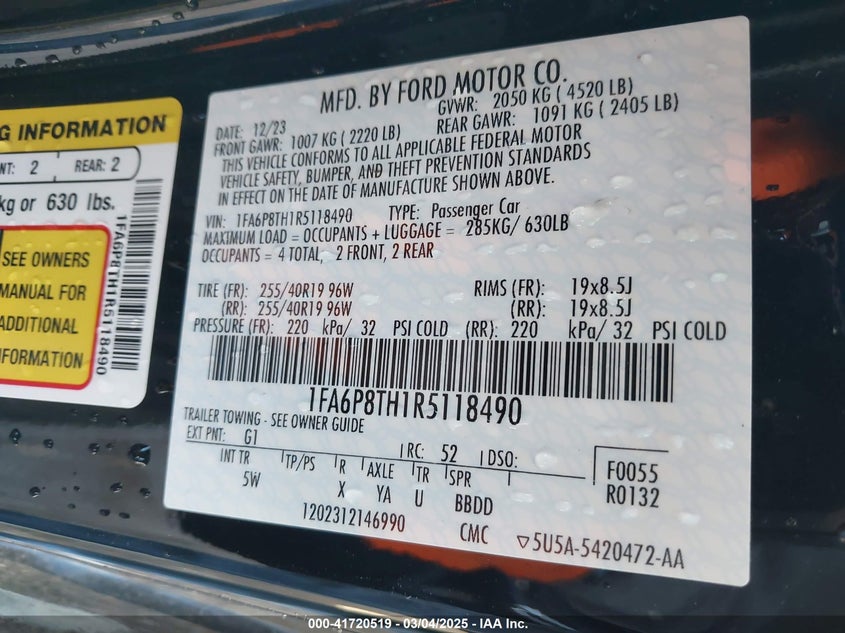 G INFORMATION
NT: 2 REAR: 2
kg or 630 lbs.
SEE OWNERS
MANUAL FOR
ADDITIONAL
INFORMATION
1FA6P8TH1R5118490
MFD. BY FORD MOTOR CO.
DATE: 12/23 GVWR: 2050 KG ( 4520 LB)
FRONT GAWR: 1007 KG ( 2220 LB) REAR GAWR: 1091 KG ( 2405 LB)
THIS VEHICLE CONFORMS TO ALL APPLICABLE FEDERAL MOTOR
VEHICLE SAFETY, BUMPER, AND THEFT PREVENTION STANDARDS
IN EFFECT ON THE DATE OF MANUFACTURE SHOWN ABOVE.
VIN: 1FA6P8TH1R5118490 TYPE: Passenger Car
MAXIMUM LOAD = OCCUPANTS + LUGGAGE = 285KG/ 630LB
OCCUPANTS = 4 TOTAL, 2 FRONT, 2 REAR
TIRE (FR): 255/40R19 96W RIMS (FR): 19x8.5J
(RR): 255/40R19 96W (RR): 19x8.5J
PRESSURE (FR): 220 kPa/ 32 PSI COLD (RR): 220 kPa/ 32 PSI COLD
1FA6P8TH1R5118490
TRAILER TOWING - SEE OWNER GUIDE
EXT PNT: G1 RC: 52 DSO:
INT TR TP/PS R AXLE TR SPR
5W X YA U BBDD
F0055
R0132
1202312146990 CMC ▽5U5A-5420472-AA
000-41720519 - 03/04/2025 - IAA Inc.